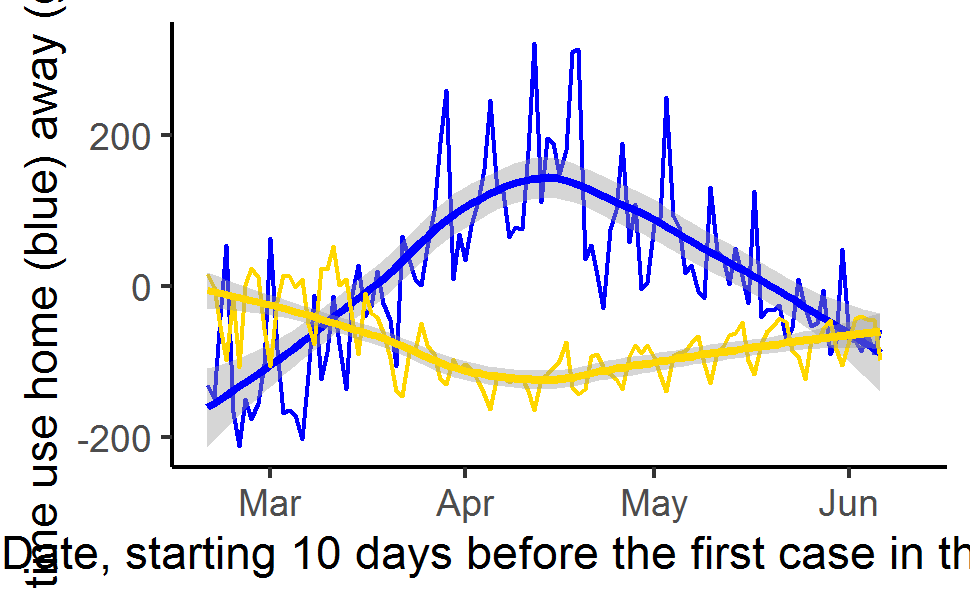 time use home (blue) away (
200
0
-200
Mar Apr May Jun
Date, starting 10 days before the first case in th